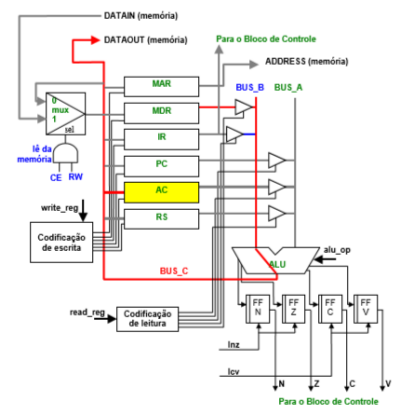 DATAIN (memória)
DATAOUT (memória)
Para o Bloco de Controle
ADDRESS (memória)
BUS_B
BUS_A
MAR
0
mux
1
sel
MDR
IR
lê da
memória
CE
RW
PC
AC
write_reg
RS
Codificação
de escrita
alu_op
ALU
BUS_C
read_reg
Codificação
de leitura
FF
N
FF
Z
FF
C
FF
V
lnz
lcv
N
Z
C
V
Para o Bloco de Controle